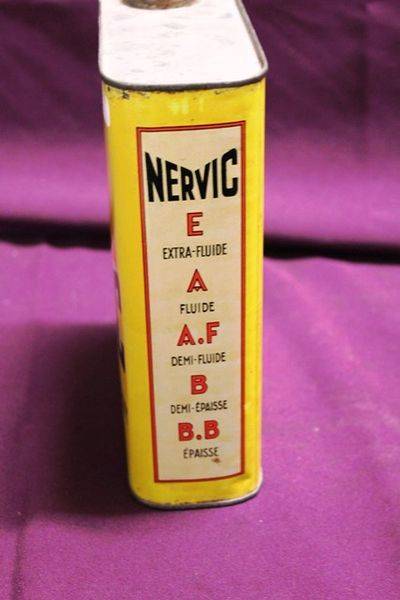 NERVIC
E
EXTRA-FLUIDE
A
FLUIDE
A.F
DEMI-FLUIDE
B
DEMI-ÉPAISSE
B.B
ÉPAISSE